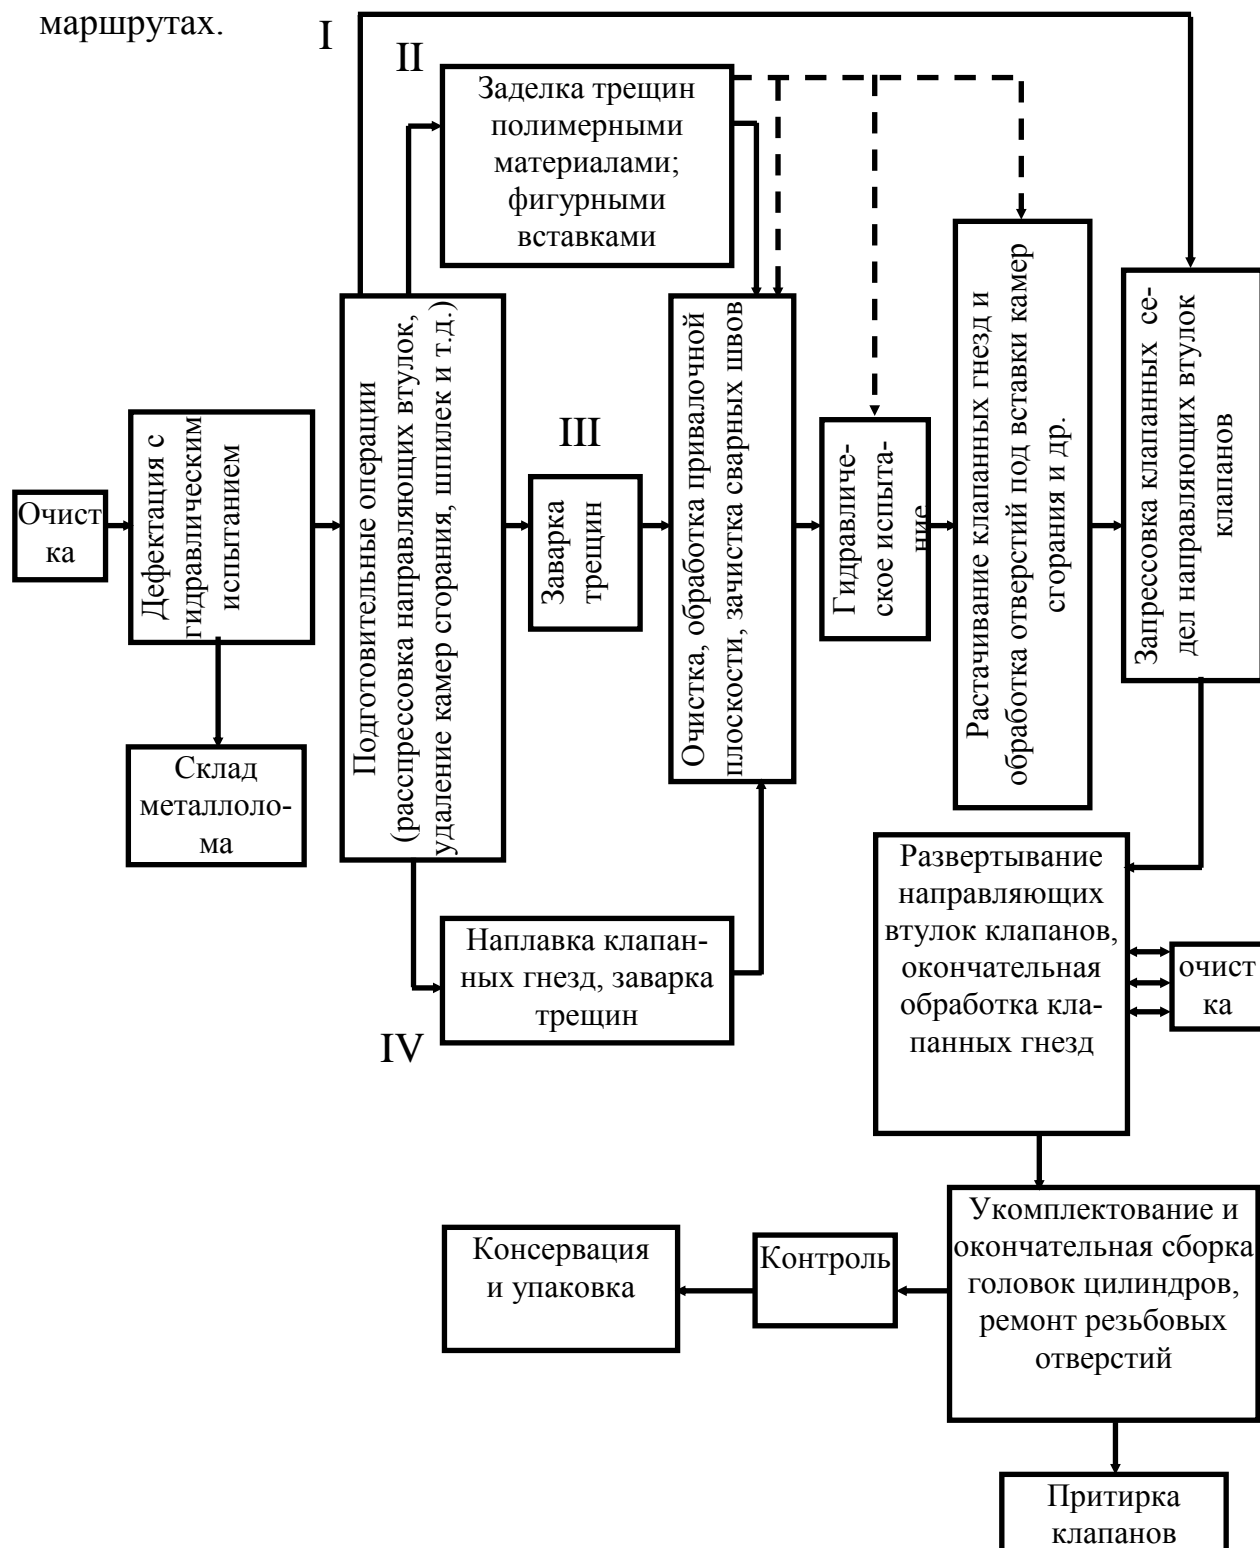 маршрутах.
I
II
Заделка трещин
полимерными
материалами;
фигурными
вставками
Очист
ка
Дефектация с
гидравлическим
испытанием
Склад
металлоло-
ма
Подготовительные операции
(распрессовка направляющих втулок,
удаление камер сгорания, шпилек и т.д.)
III
Заварка
трещин
Очистка, обработка привалочной
плоскости, зачистка сварных швов
Гидравличе-
ское испыта-
ние
Растачивание клапанных гнезд и
обработка отверстий под вставки камер
сгорания и др.
Запрессовка клапанных се-
дел направляющих втулок
клапанов
IV
Наплавка клапан-
ных гнезд, заварка
трещин
Развертывание
направляющих
втулок клапанов,
окончательная
обработка кла-
панных гнезд
очист
ка
Укомплектование и
окончательная сборка
головок цилиндров,
ремонт резьбовых
отверстий
Контроль
Консервация
и упаковка
Притирка
клапанов